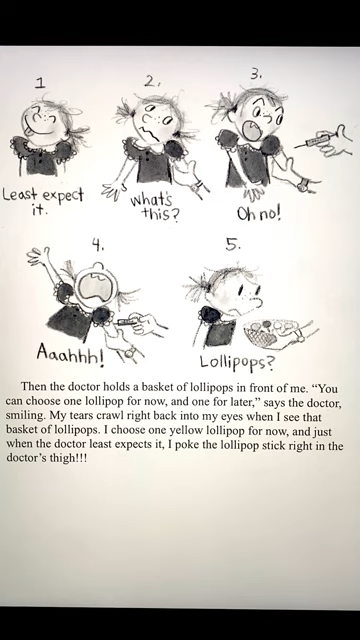 1
2.
3.
Least expect
it.
what's
this?
Oh no!
4.
5.
Aaahhh!
Lollipops?
Then the doctor holds a basket of lollipops in front of me. “You
can choose one lollipop for now, and one for later,” says the doctor,
smiling. My tears crawl right back into my eyes when I see that
basket of lollipops. I choose one yellow lollipop for now, and just
when the doctor least expects it, I poke the lollipop stick right in the
doctor’s thigh!!!